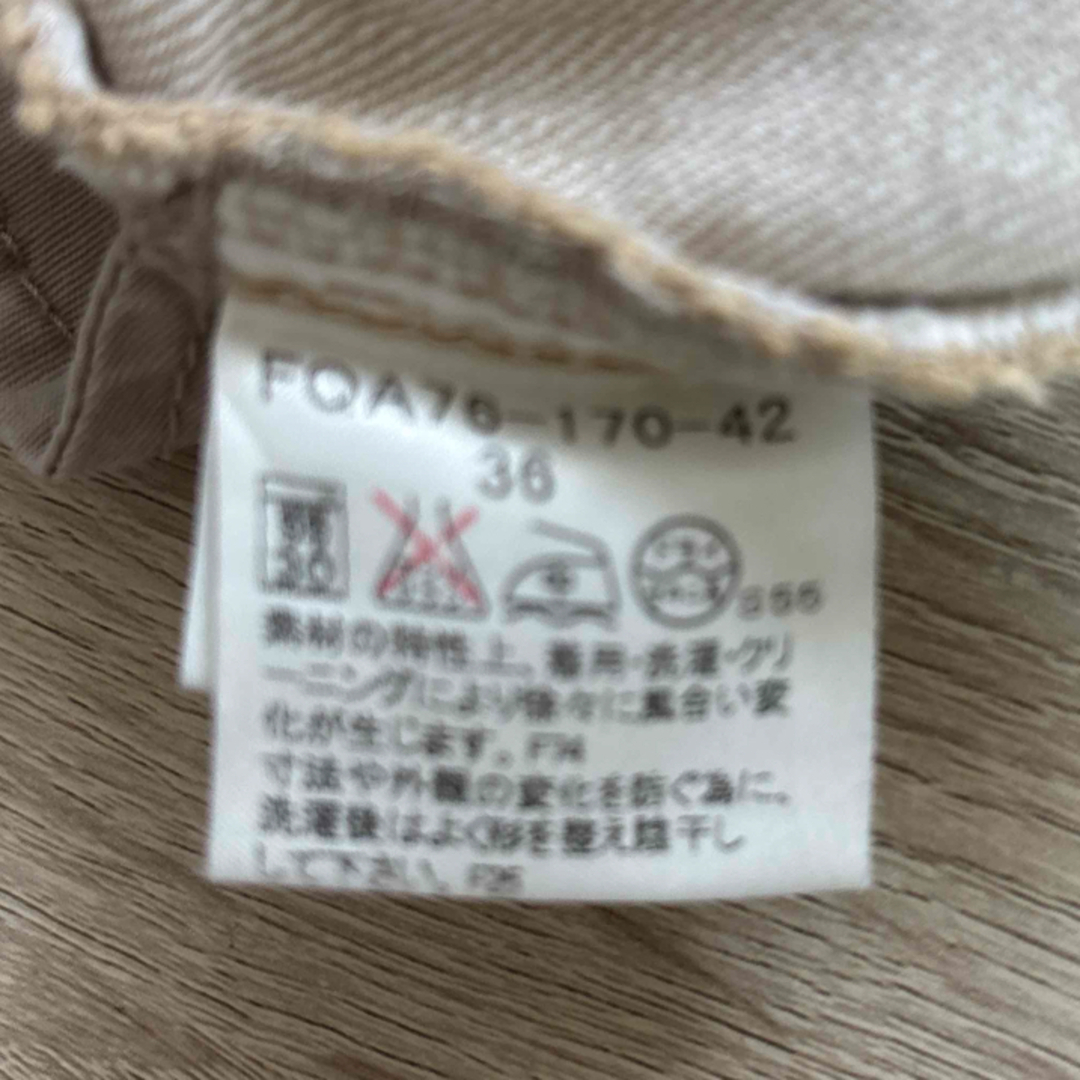 FQA76-170-42
36
素材の特性上、着用・洗濯・クリ
ーニングにより徐々に風合い変
化が生じます。F14
寸法や外観の変化を防ぐ為に、
洗濯後はよく形を整え陰干し
して下さい。